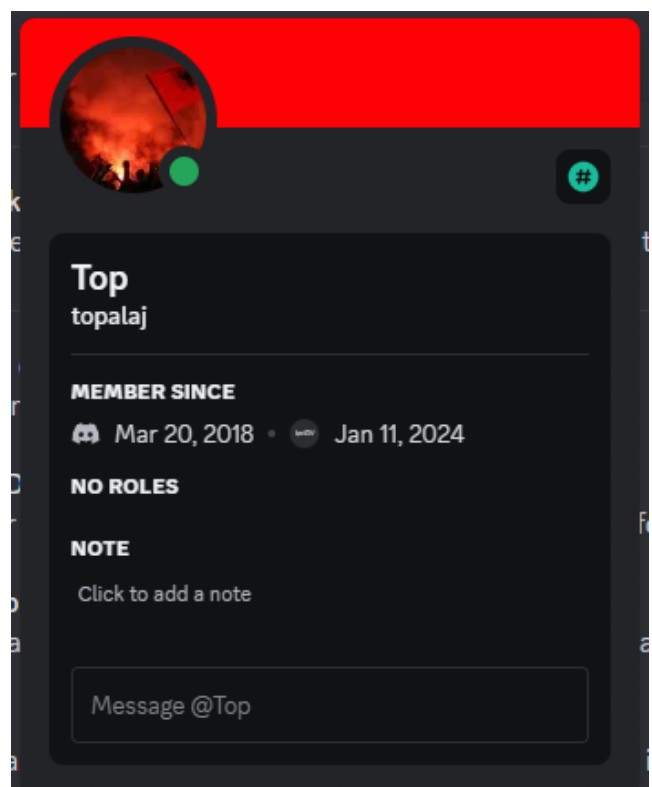 #
Top
topalaj
MEMBER SINCE
Mar 20, 2018 • Jan 11, 2024
NO ROLES
NOTE
Click to add a note
Message @Top